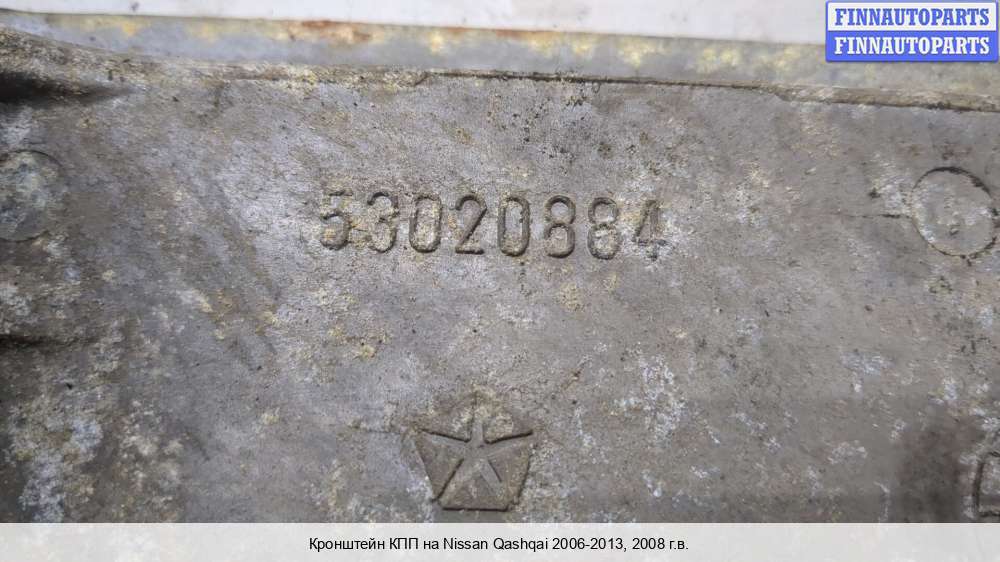 FINNAUTOPARTS
FINNAUTOPARTS
53020884
Кронштейн КПП на Nissan Qashqai 2006-2013, 2008 г.в.